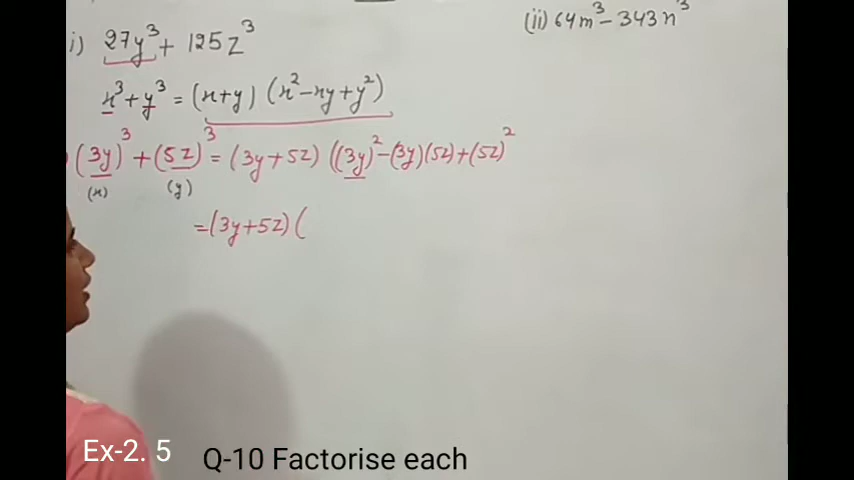 i) 27y³ + 125z³
(ii) 64m³ - 343n³
x³ + y³ = (x+y) (x² - xy + y²)
(3y)³ + (5z)³ = (3y + 5z) ((3y)² - (3y)(5z) + (5z)²
(x) (y)
= (3y+5z) (
Ex-2. 5 Q-10 Factorise each